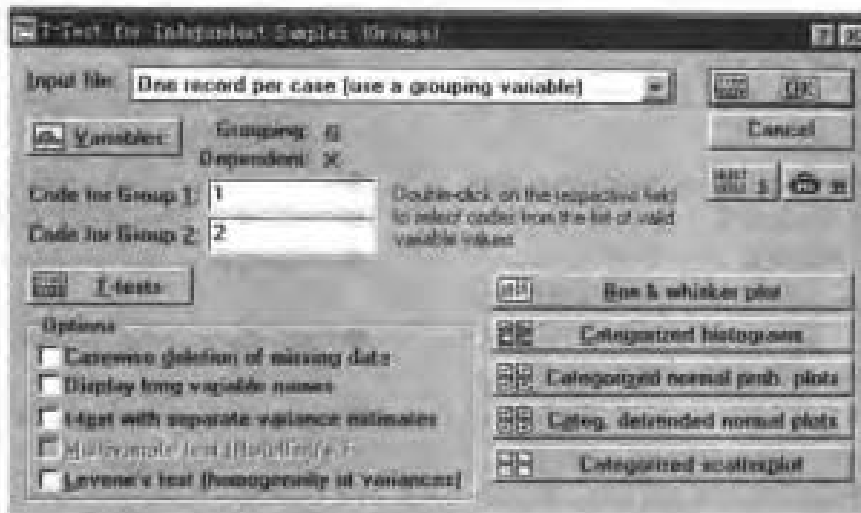 T-Test for Independent Samples (Groups)
Input file: One record per case (use a grouping variable)
OK
Variables: Grouping: G
Dependent: X
Cancel
Code for Group 1: 1
Code for Group 2: 2
Double-click on the respective field
to select codes from the list of valid
variable values
SELECT CASES S W
T-tests
Options
Casewise deletion of missing data
Display long variable names
t-test with separate variance estimates
Multivariate test
Levene's test (homogeneity of variances)
Box & whisker plot
Categorized histograms
Categorized normal prob. plots
Categ. detrended normal plots
Categorized scatterplot